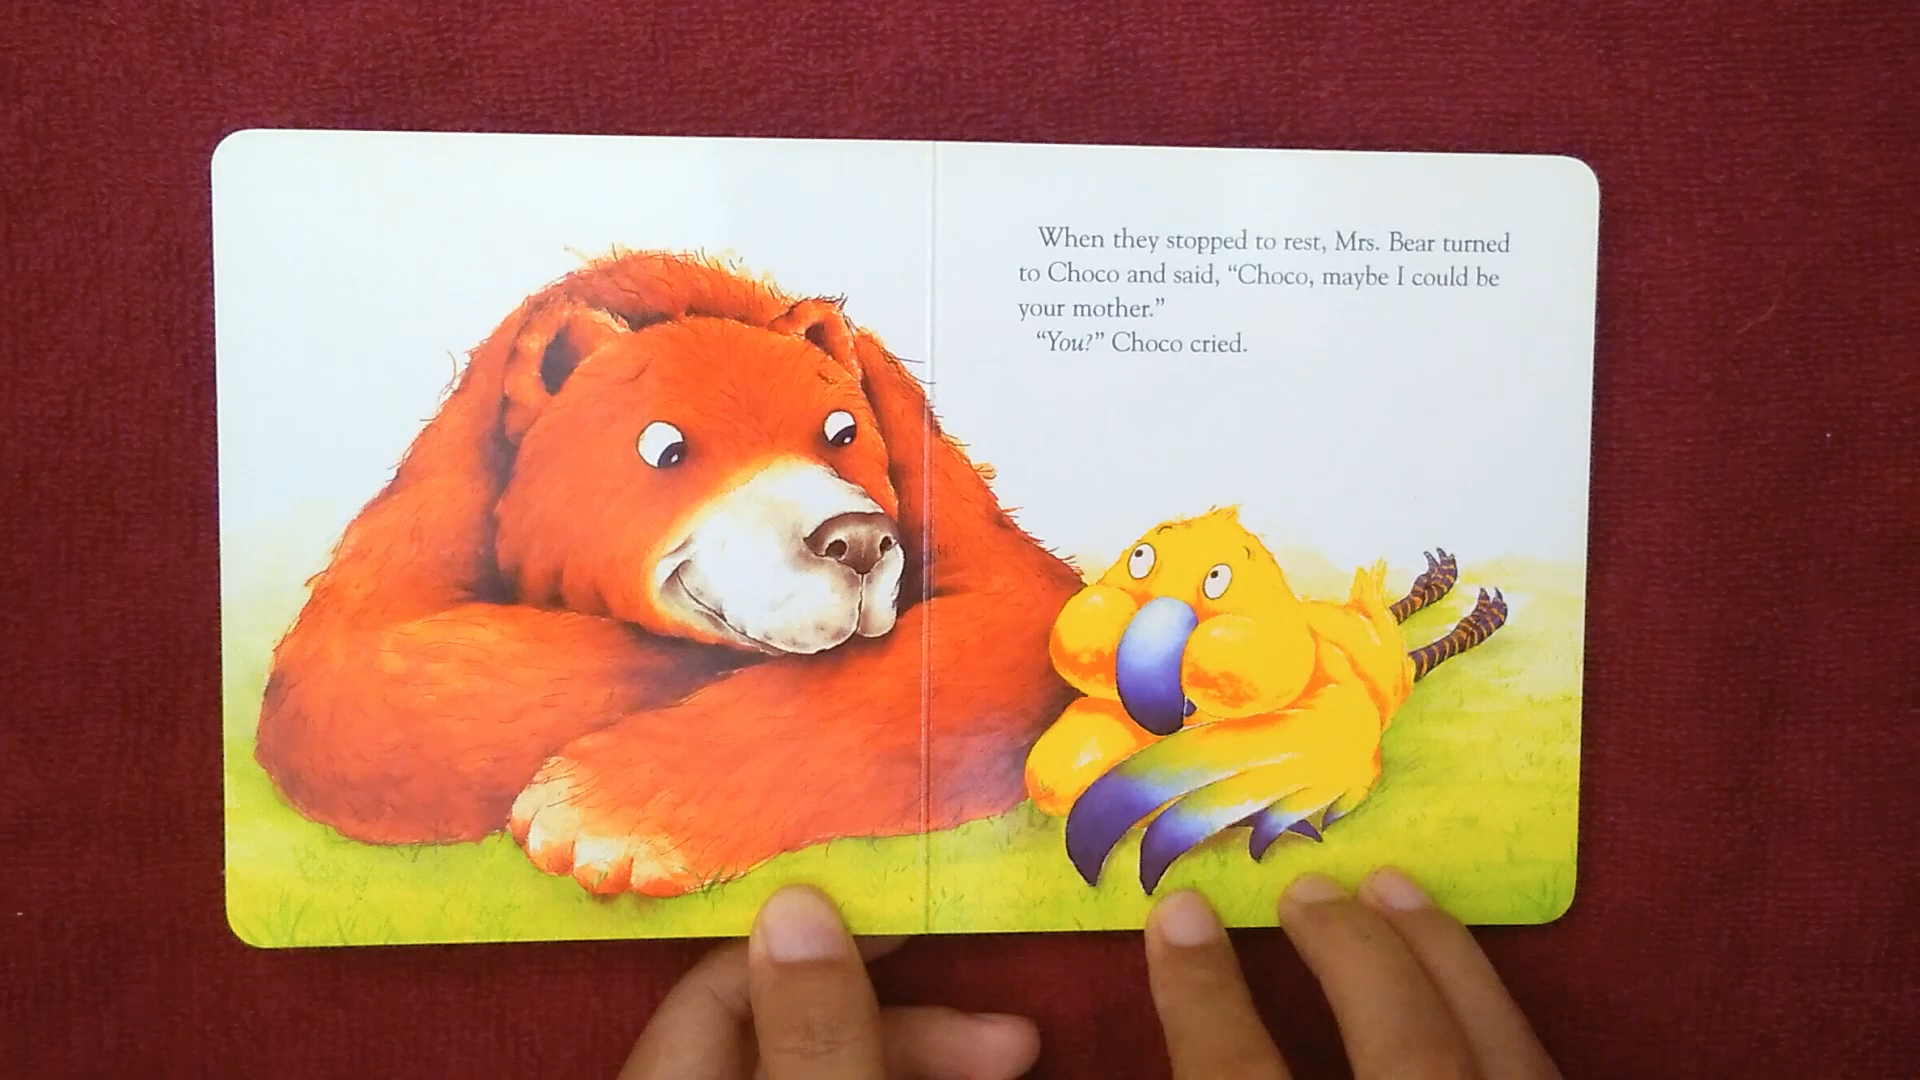 When they stopped to rest, Mrs. Bear turned
to Choco and said, “Choco, maybe I could be
your mother.”
“You?” Choco cried.